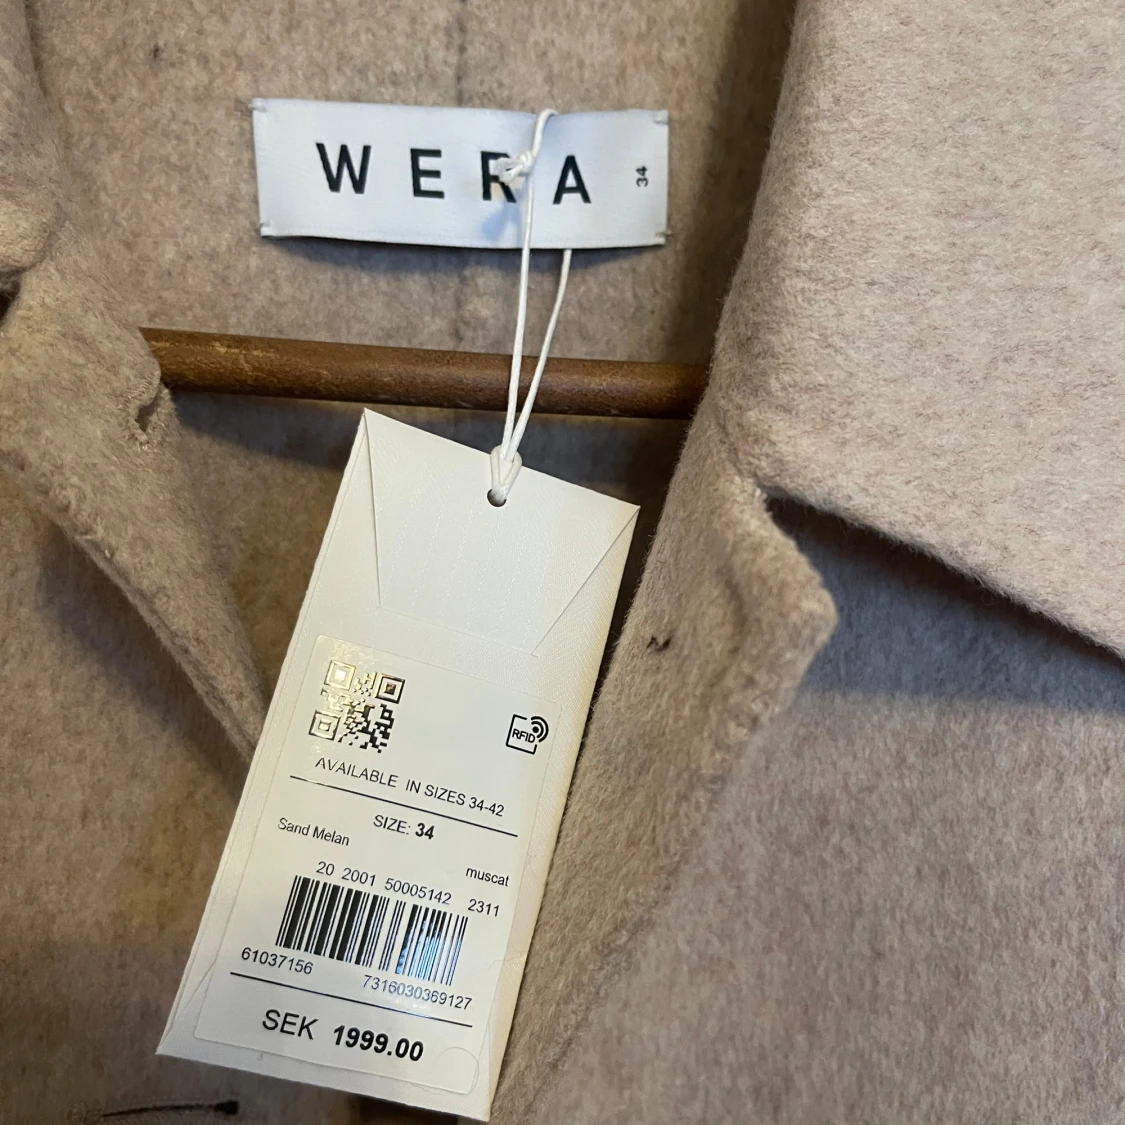 WERA
34
RFID
AVAILABLE IN SIZES 34-42
SIZE: 34
Sand Melan
muscat
20 2001 50005142 2311
61037156
7316030369127
SEK 1999.00